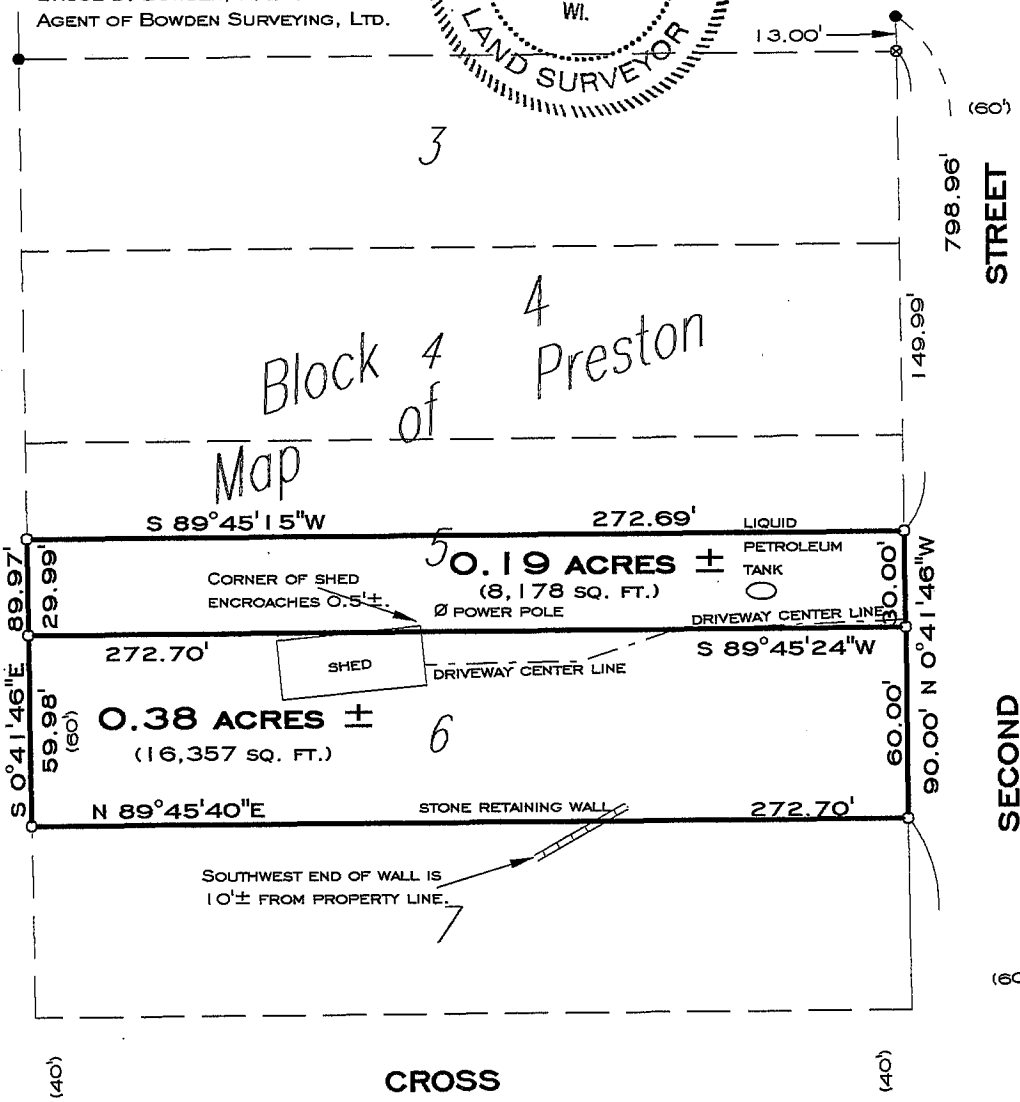 AGENT OF BOWDEN SURVEYING, LTD.
WI.
LAND SURVEYOR
13.00'
(60')
3
798.96'
STREET
4
149.99'
Block 4
of
Preston
Map
S 89°45'15"W
272.69'
5
0.19 ACRES ±
(8,178 SQ. FT.)
LIQUID
PETROLEUM
TANK
89.97'
29.99'
CORNER OF SHED
ENCROACHES 0.5'±.
Ø POWER POLE
30.00'
DRIVEWAY CENTER LINE
272.70'
S 89°45'24"W
SHED
DRIVEWAY CENTER LINE
N 0°41'46"W
S 0°41'46"E
0.38 ACRES ±
(16,357 SQ. FT.)
6
59.98'
(60')
60.00'
90.00'
N 89°45'40"E
STONE RETAINING WALL
272.70'
SECOND
SOUTHWEST END OF WALL IS
10'± FROM PROPERTY LINE.
7
(60
(40')
CROSS
(40')